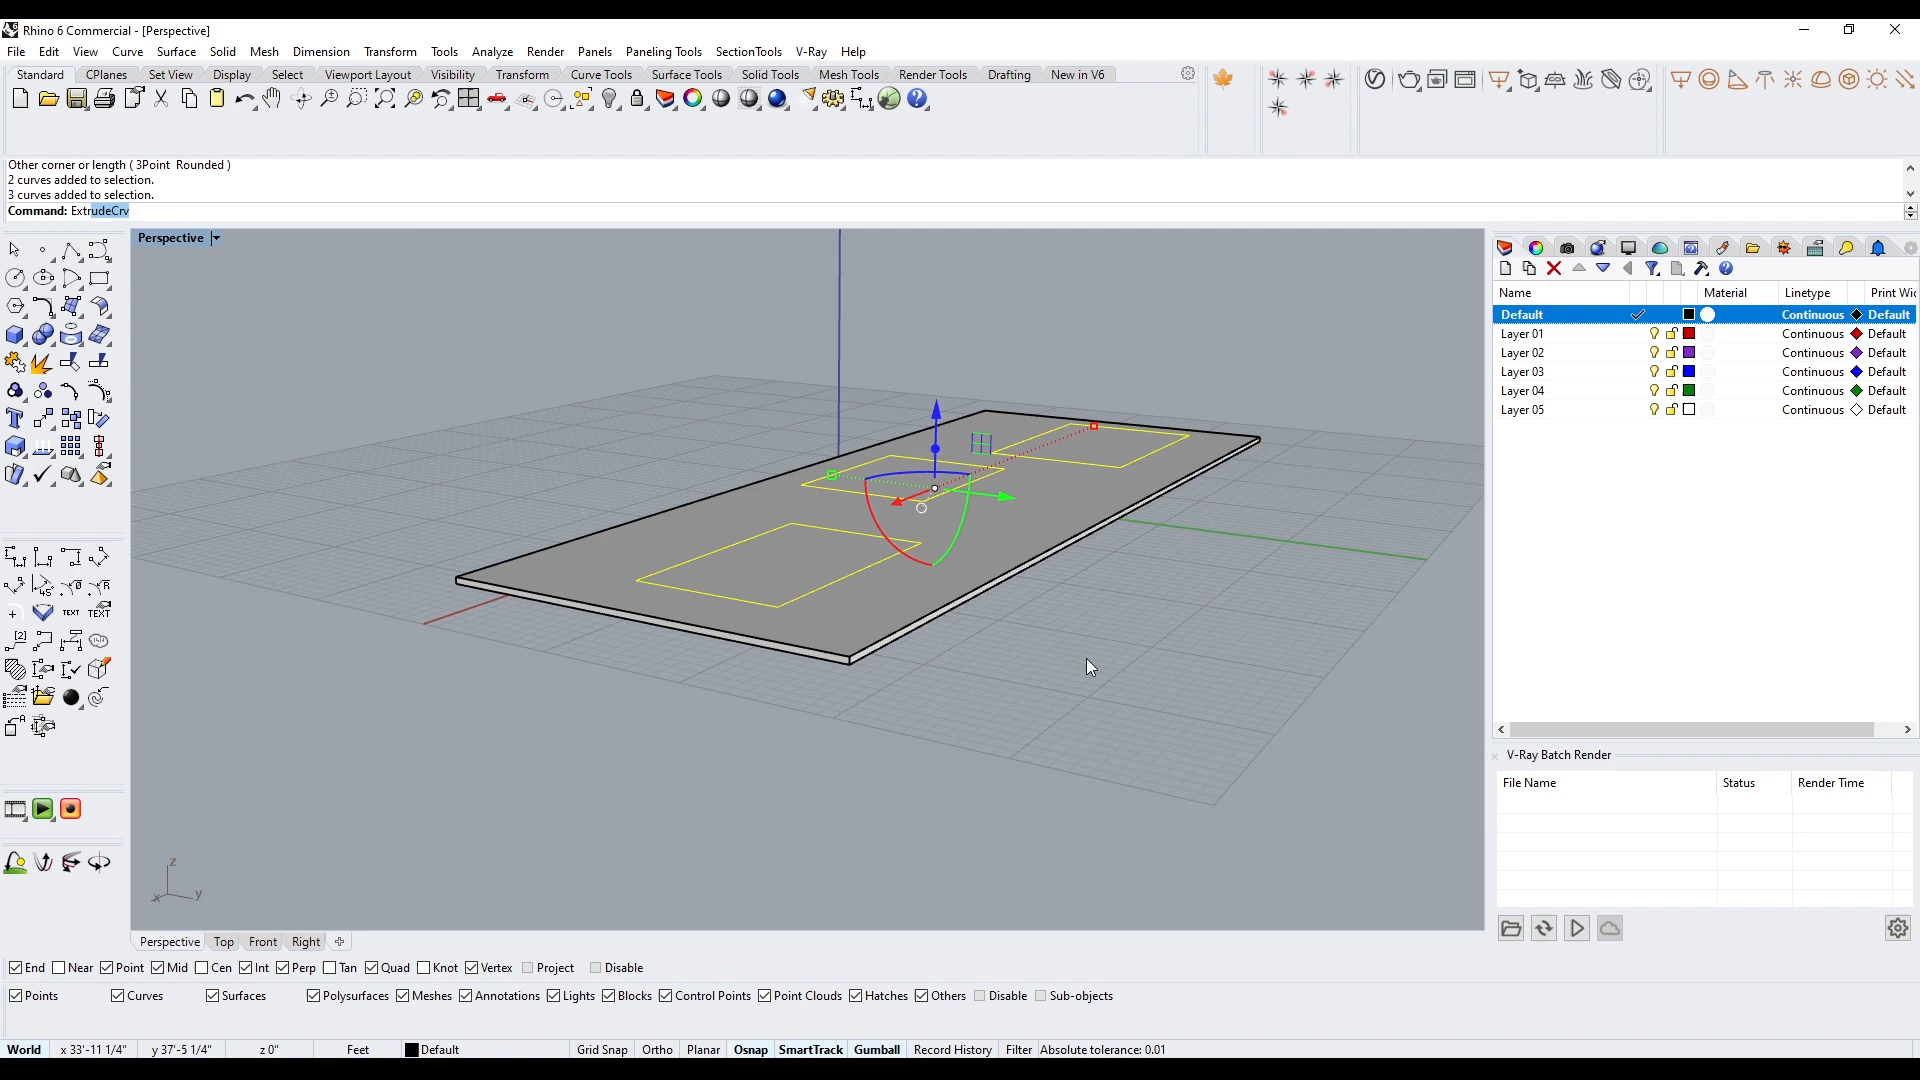 Rhino 6 Commercial - [Perspective]
File Edit View Curve Surface Solid Mesh Dimension Transform Tools Analyze Render Panels Paneling Tools SectionTools V-Ray Help
Standard CPlanes Set View Display Select Viewport Layout Visibility Transform Curve Tools Surface Tools Solid Tools Mesh Tools Render Tools Drafting New in V6
Other corner or length ( 3Point Rounded )
2 curves added to selection.
3 curves added to selection.
Command: ExtrudeCrv
Perspective
Name Material Linetype Print Wi
Default Continuous Default
Layer 01 Continuous Default
Layer 02 Continuous Default
Layer 03 Continuous Default
Layer 04 Continuous Default
Layer 05 Continuous Default
TEXT TEXT
V-Ray Batch Render
File Name Status Render Time
z
x y
Perspective Top Front Right
End Near Point Mid Cen Int Perp Tan Quad Knot Vertex Project Disable
Points Curves Surfaces Polysurfaces Meshes Annotations Lights Blocks Control Points Point Clouds Hatches Others Disable Sub-objects
World x 33'-11 1/4" y 37'-5 1/4" z 0" Feet Default Grid Snap Ortho Planar Osnap SmartTrack Gumball Record History Filter Absolute tolerance: 0.01